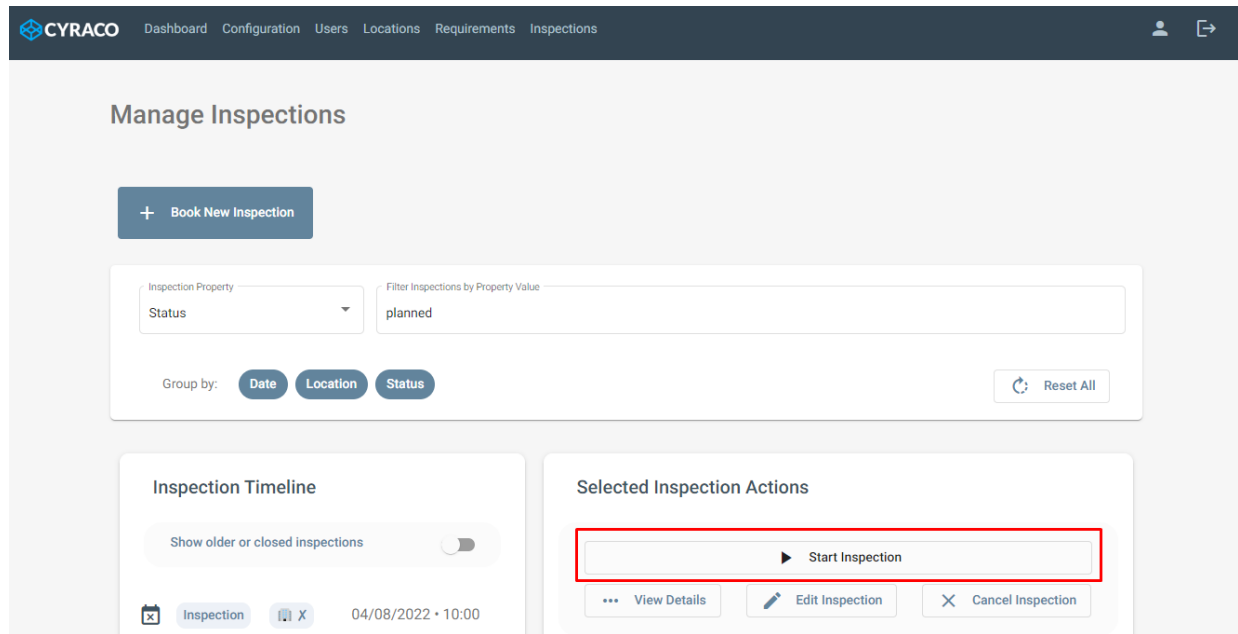 CYRACO Dashboard Configuration Users Locations Requirements Inspections
Manage Inspections
+ Book New Inspection
Inspection Property
Status
Filter Inspections by Property Value
planned
Group by: Date Location Status
Reset All
Inspection Timeline
Show older or closed inspections
Inspection X 04/08/2022 • 10:00
Selected Inspection Actions
Start Inspection
View Details Edit Inspection Cancel Inspection